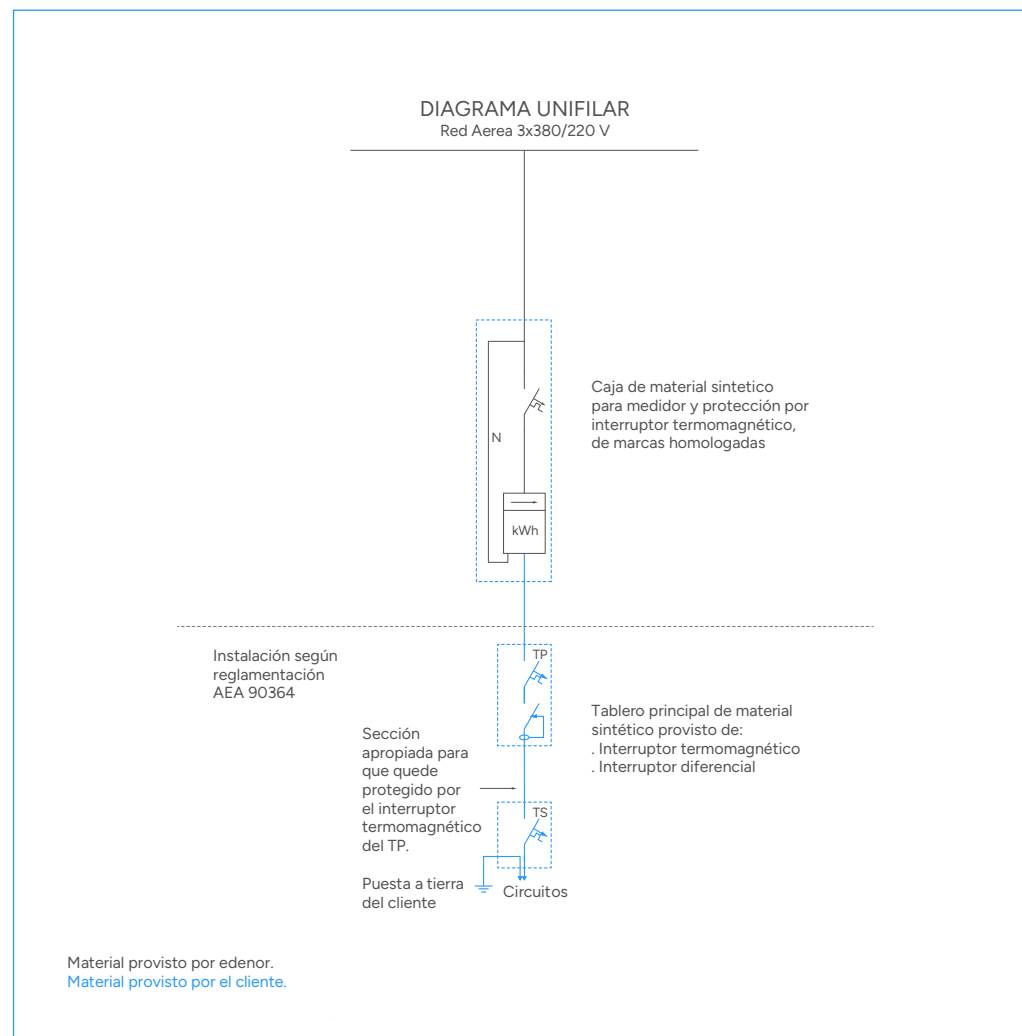 DIAGRAMA UNIFILAR
Red Aerea 3x380/220 V
Caja de material sintetico
para medidor y protección por
interruptor termomagnético,
de marcas homologadas
N
kWh
Instalación según
reglamentación
AEA 90364
TP
Tablero principal de material
sintético provisto de:
. Interruptor termomagnético
. Interruptor diferencial
Sección
apropiada para
que quede
protegido por
el interruptor
termomagnético
del TP.
TS
Puesta a tierra
del cliente
Circuitos
Material provisto por edenor.
Material provisto por el cliente.